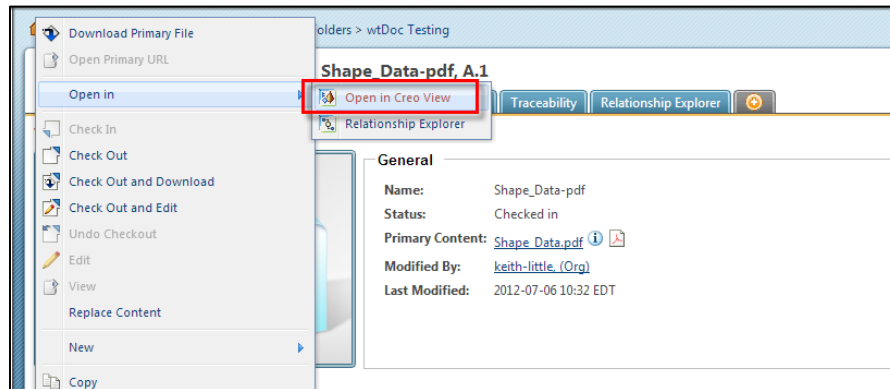 olders > wtDoc Testing
Download Primary File
Open Primary URL
Shape_Data-pdf, A.1
Open in
Open in Creo View
Traceability
Relationship Explorer
Relationship Explorer
Check In
Check Out
Check Out and Download
Check Out and Edit
Undo Checkout
Edit
View
Replace Content
New
Copy
General
Name: Shape_Data-pdf
Status: Checked in
Primary Content: Shape_Data.pdf
Modified By: keith-little, (Org)
Last Modified: 2012-07-06 10:32 EDT